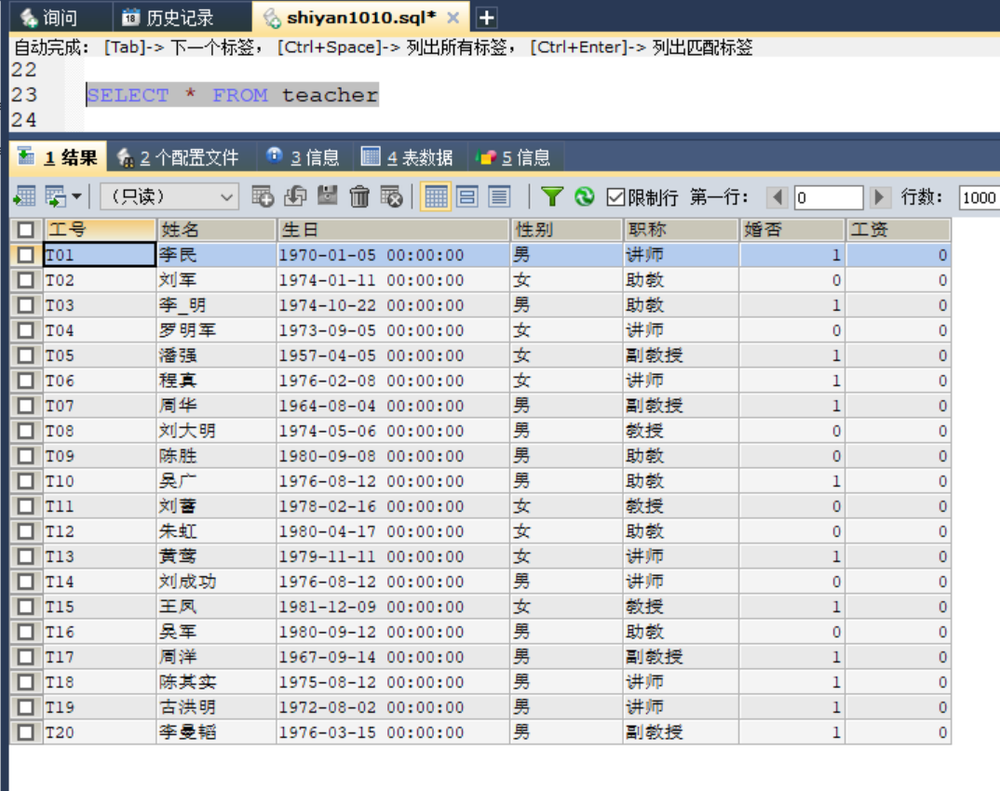 询问 历史记录 shiyan1010.sql* × +
自动完成： [Tab]-> 下一个标签， [Ctrl+Space]-> 列出所有标签， [Ctrl+Enter]-> 列出匹配标签
22
23 SELECT * FROM teacher
24
1 结果 2 个配置文件 3 信息 4 表数据 5 信息
（只读） 限制行 第一行： 0 行数： 1000
工号 姓名 生日 性别 职称 婚否 工资
T01 李民 1970-01-05 00:00:00 男 讲师 1 0
T02 刘军 1974-01-11 00:00:00 女 助教 0 0
T03 李_明 1974-10-22 00:00:00 男 助教 1 0
T04 罗明军 1973-09-05 00:00:00 女 讲师 0 0
T05 潘强 1957-04-05 00:00:00 女 副教授 1 0
T06 程真 1976-02-08 00:00:00 女 讲师 1 0
T07 周华 1964-08-04 00:00:00 男 副教授 1 0
T08 刘大明 1974-05-06 00:00:00 男 教授 0 0
T09 陈胜 1980-09-08 00:00:00 男 助教 0 0
T10 吴广 1976-08-12 00:00:00 男 助教 1 0
T11 刘蔷 1978-02-16 00:00:00 女 教授 0 0
T12 朱虹 1980-04-17 00:00:00 女 助教 0 0
T13 黄莺 1979-11-11 00:00:00 女 讲师 1 0
T14 刘成功 1976-08-12 00:00:00 男 讲师 0 0
T15 王凤 1981-12-09 00:00:00 女 教授 1 0
T16 吴军 1980-09-12 00:00:00 男 助教 0 0
T17 周洋 1967-09-14 00:00:00 男 副教授 1 0
T18 陈其实 1975-08-12 00:00:00 男 讲师 1 0
T19 古洪明 1972-08-02 00:00:00 男 讲师 1 0
T20 李曼韬 1976-03-15 00:00:00 男 副教授 1 0